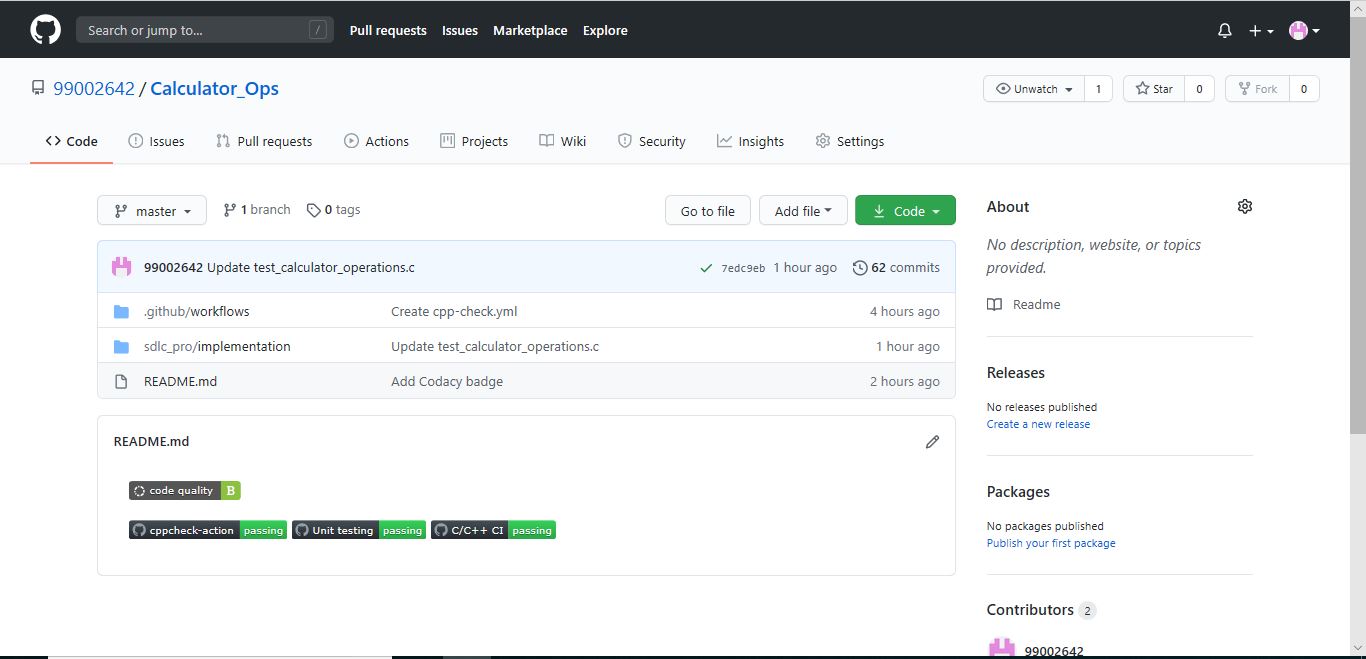 Search or jump to... /
Pull requests Issues Marketplace Explore
99002642 / Calculator_Ops
Unwatch 1 Star 0 Fork 0
Code Issues Pull requests Actions Projects Wiki Security Insights Settings
master 1 branch 0 tags
Go to file Add file Code
99002642 Update test_calculator_operations.c 7edc9eb 1 hour ago 62 commits
.github/workflows Create cpp-check.yml 4 hours ago
sdlc_pro/implementation Update test_calculator_operations.c 1 hour ago
README.md Add Codacy badge 2 hours ago
README.md
code quality B
cppcheck-action passing Unit testing passing C/C++ CI passing
About
No description, website, or topics
provided.
Readme
Releases
No releases published
Create a new release
Packages
No packages published
Publish your first package
Contributors 2
99002642